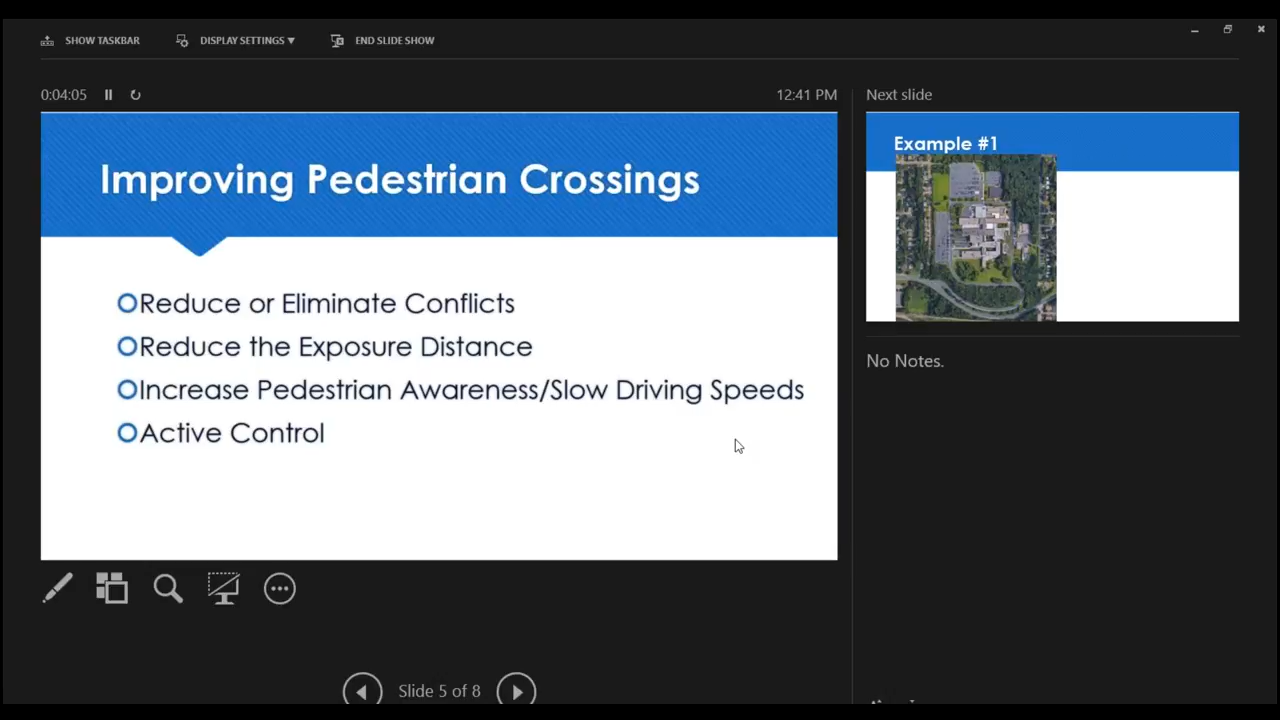 SHOW TASKBAR
DISPLAY SETTINGS ▼
END SLIDE SHOW
0:04:05
12:41 PM
Improving Pedestrian Crossings
Reduce or Eliminate Conflicts
Reduce the Exposure Distance
Increase Pedestrian Awareness/Slow Driving Speeds
Active Control
Slide 5 of 8
Next slide
Example #1
No Notes.